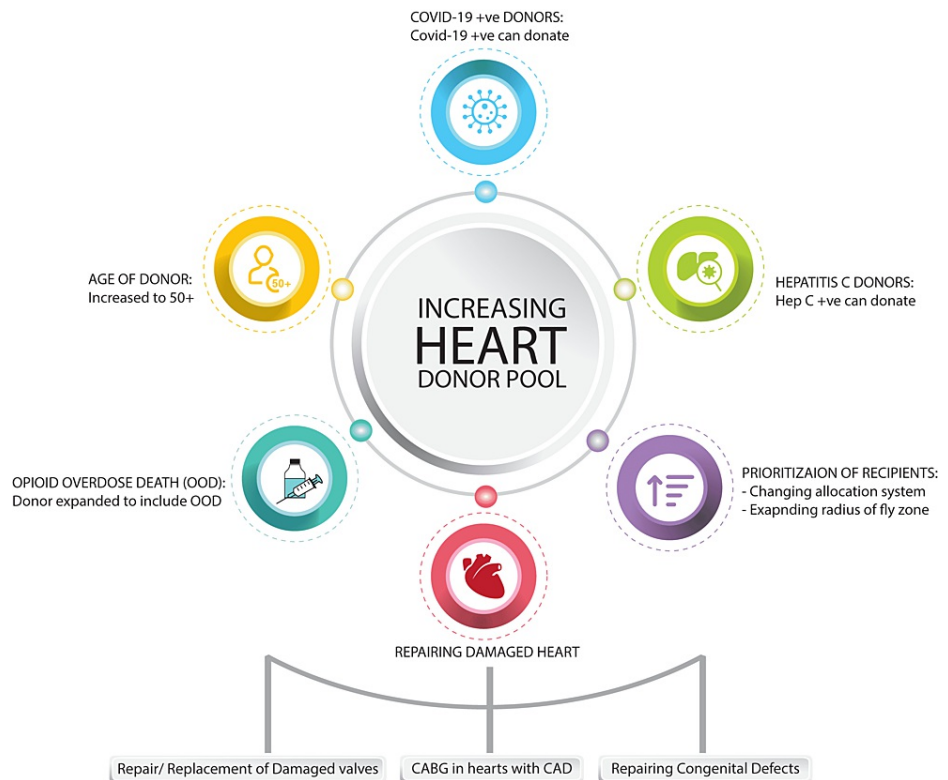 COVID-19 +ve DONORS:
Covid-19 +ve can donate
AGE OF DONOR:
Increased to 50+
50+
HEPATITIS C DONORS:
Hep C +ve can donate
INCREASING
HEART
DONOR POOL
OPIOID OVERDOSE DEATH (OOD):
Donor expanded to include OOD
PRIORITIZAION OF RECIPIENTS:
- Changing allocation system
- Exapnding radius of fly zone
REPAIRING DAMAGED HEART
Repair/ Replacement of Damaged valves
CABG in hearts with CAD
Repairing Congenital Defects